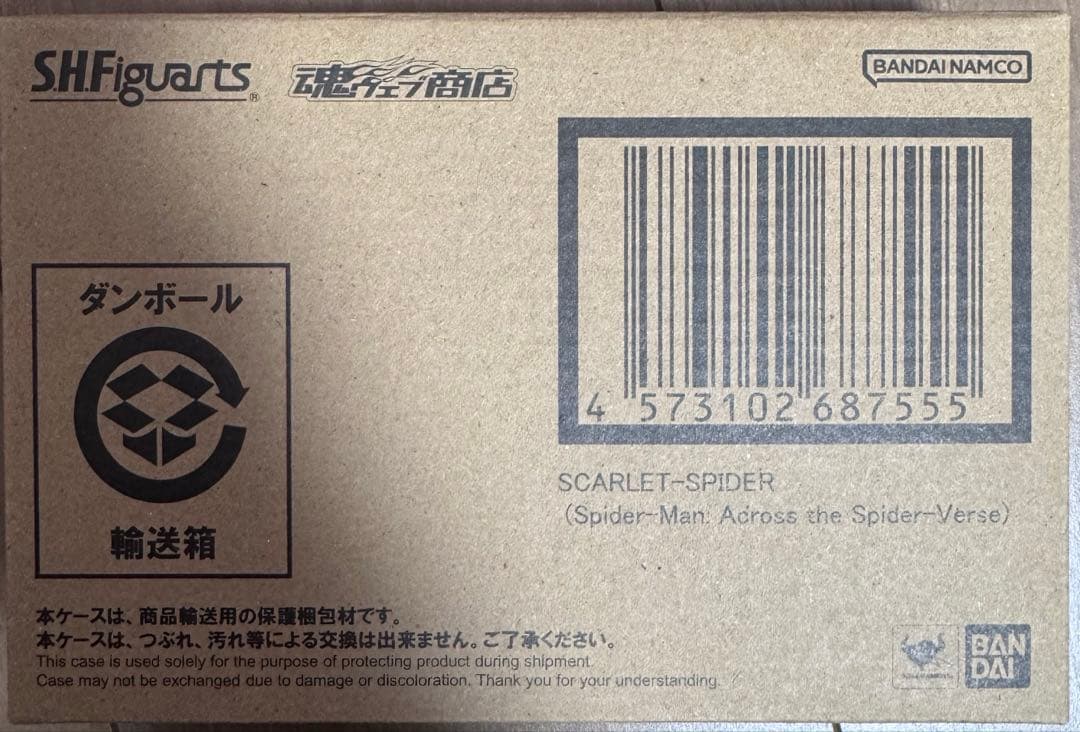 S.H.Figuarts®
魂ウェブ商店
BANDAI NAMCO
4 573102 687555
SCARLET-SPIDER
(Spider-Man: Across the Spider-Verse)
ダンボール
輸送箱
本ケースは、商品輸送用の保護梱包材です。
本ケースは、つぶれ、汚れ等による交換は出来ません。ご了承ください。
This case is used solely for the purpose of protecting product during shipment.
Case may not be exchanged due to damage or discoloration. Thank you for your understanding.
BAN
DAI